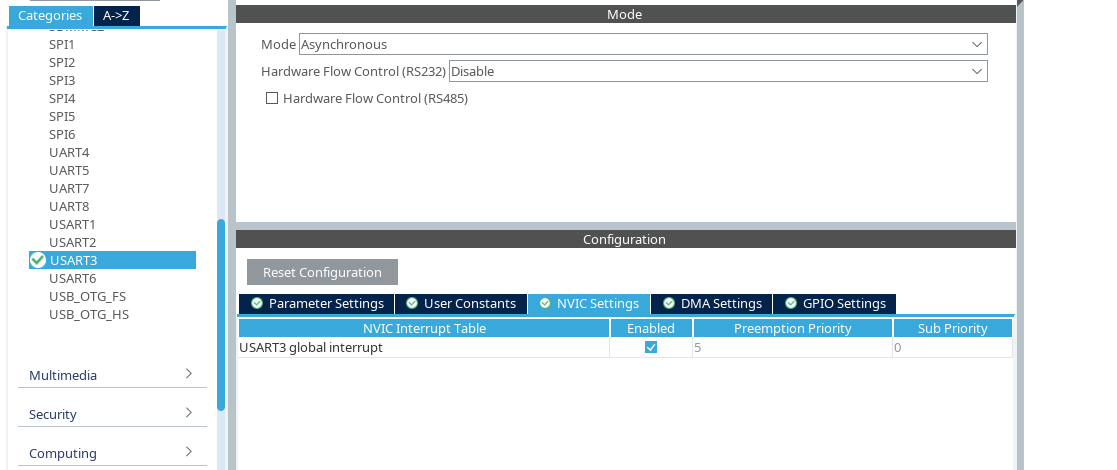 Categories
A->Z
SPI1
SPI2
SPI3
SPI4
SPI5
SPI6
UART4
UART5
UART7
UART8
USART1
USART2
USART3
USART6
USB_OTG_FS
USB_OTG_HS
Multimedia
Security
Computing
Mode
Mode Asynchronous
Hardware Flow Control (RS232) Disable
Hardware Flow Control (RS485)
Configuration
Reset Configuration
Parameter Settings
User Constants
NVIC Settings
DMA Settings
GPIO Settings
NVIC Interrupt Table Enabled Preemption Priority Sub Priority
USART3 global interrupt 5 0